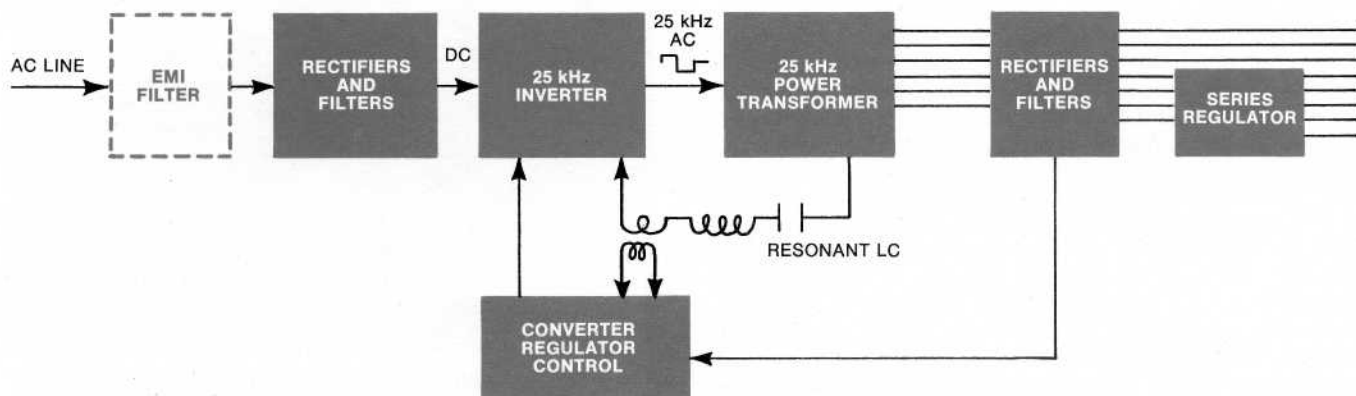 AC LINE
EMI
FILTER
RECTIFIERS
AND
FILTERS
DC
25 kHz
INVERTER
25 kHz
AC
25 kHz
POWER
TRANSFORMER
RECTIFIERS
AND
FILTERS
SERIES
REGULATOR
RESONANT LC
CONVERTER
REGULATOR
CONTROL